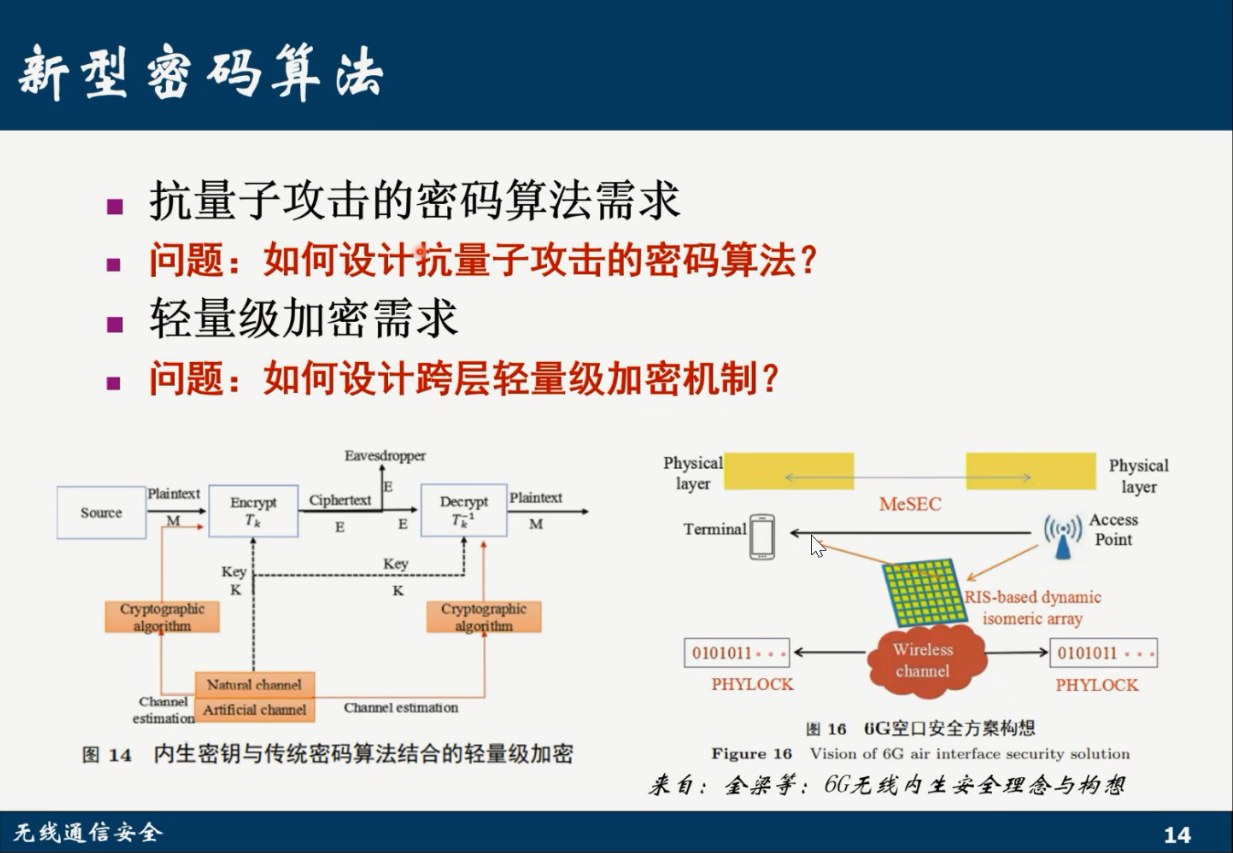 新型密码算法
抗量子攻击的密码算法需求
问题：如何设计抗量子攻击的密码算法？
轻量级加密需求
问题：如何设计跨层轻量级加密机制？
Source
Plaintext
M
Encrypt
Tₖ
Ciphertext
E
Eavesdropper
E
E
Decrypt
Tₖ⁻¹
Plaintext
M
Key
K
Key
K
Cryptographic
algorithm
Cryptographic
algorithm
Natural channel
Artificial channel
Channel
estimation
Channel estimation
图 14 内生密钥与传统密码算法结合的轻量级加密
Physical
layer
Physical
layer
MeSEC
Terminal
Access
Point
RIS-based dynamic
isomeric array
0101011···
PHYLOCK
Wireless
channel
0101011···
PHYLOCK
图 16 6G空口安全方案构想
Figure 16 Vision of 6G air interface security solution
来自：金梁等：6G无线内生安全理念与构想
无线通信安全
14